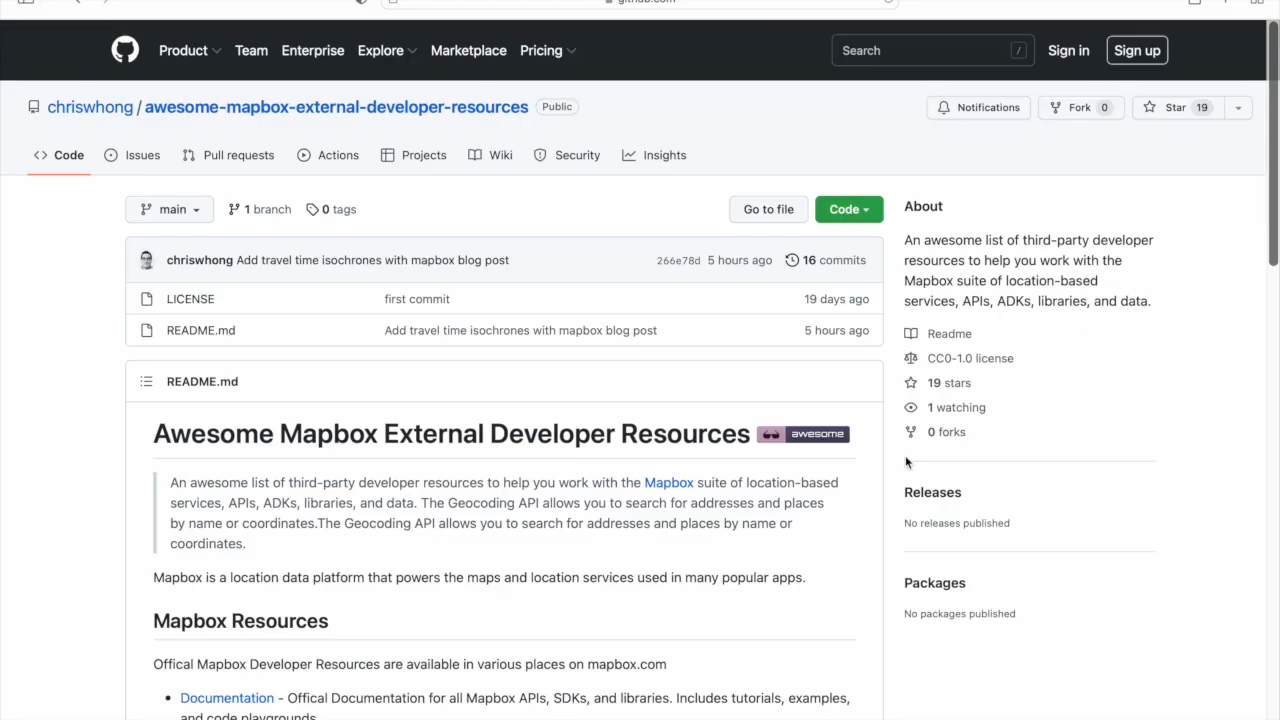 github.com
Product Team Enterprise Explore Marketplace Pricing Search / Sign in Sign up
chriswhong / awesome-mapbox-external-developer-resources Public Notifications Fork 0 Star 19
Code Issues Pull requests Actions Projects Wiki Security Insights
main 1 branch 0 tags Go to file Code
chriswhong Add travel time isochrones with mapbox blog post 266e78d 5 hours ago 16 commits
LICENSE first commit 19 days ago
README.md Add travel time isochrones with mapbox blog post 5 hours ago
README.md
Awesome Mapbox External Developer Resources awesome
An awesome list of third-party developer resources to help you work with the Mapbox suite of location-based
services, APIs, ADKs, libraries, and data. The Geocoding API allows you to search for addresses and places
by name or coordinates.The Geocoding API allows you to search for addresses and places by name or
coordinates.
Mapbox is a location data platform that powers the maps and location services used in many popular apps.
Mapbox Resources
Offical Mapbox Developer Resources are available in various places on mapbox.com
• Documentation - Offical Documentation for all Mapbox APIs, SDKs, and libraries. Includes tutorials, examples,
and code playgrounds
About
An awesome list of third-party developer
resources to help you work with the
Mapbox suite of location-based
services, APIs, ADKs, libraries, and data.
Readme
CC0-1.0 license
19 stars
1 watching
0 forks
Releases
No releases published
Packages
No packages published